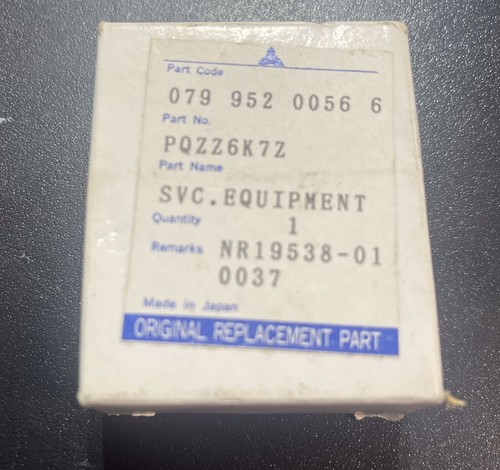 Part Code
079 952 0056 6
Part No.
PQZZ6K7Z
Part Name
SVC.EQUIPMENT
Quantity 1
Remarks NR19538-01
0037
Made in Japan
ORIGINAL REPLACEMENT PART